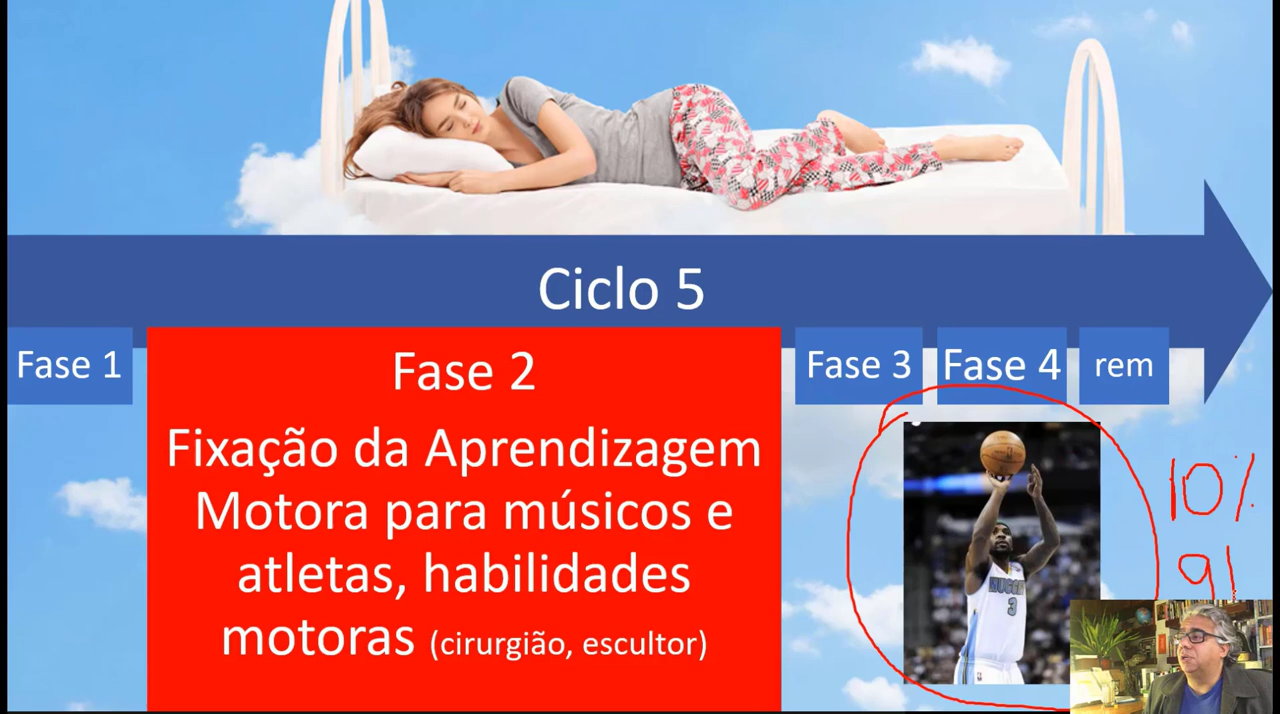 Ciclo 5
Fase 1
Fase 2
Fase 3
Fase 4
rem
Fixação da Aprendizagem
Motora para músicos e
atletas, habilidades
motoras (cirurgião, escultor)
10%
91
NUGGETS
3